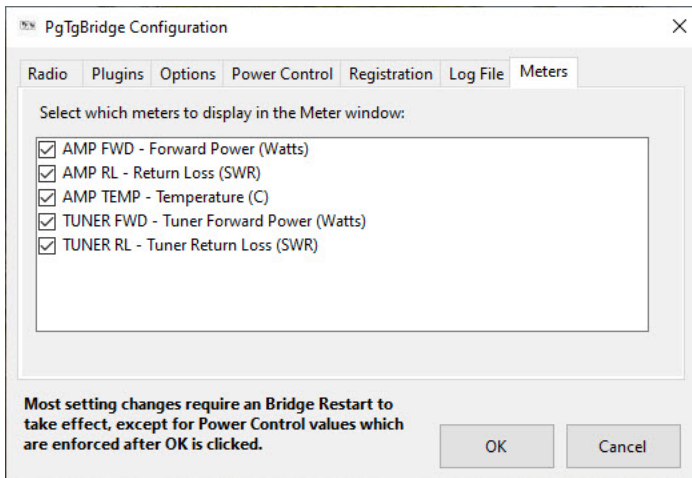 PgTgBridge Configuration
Radio Plugins Options Power Control Registration Log File Meters
Select which meters to display in the Meter window:
AMP FWD - Forward Power (Watts)
AMP RL - Return Loss (SWR)
AMP TEMP - Temperature (C)
TUNER FWD - Tuner Forward Power (Watts)
TUNER RL - Tuner Return Loss (SWR)
Most setting changes require an Bridge Restart to
take effect, except for Power Control values which
are enforced after OK is clicked.
OK Cancel